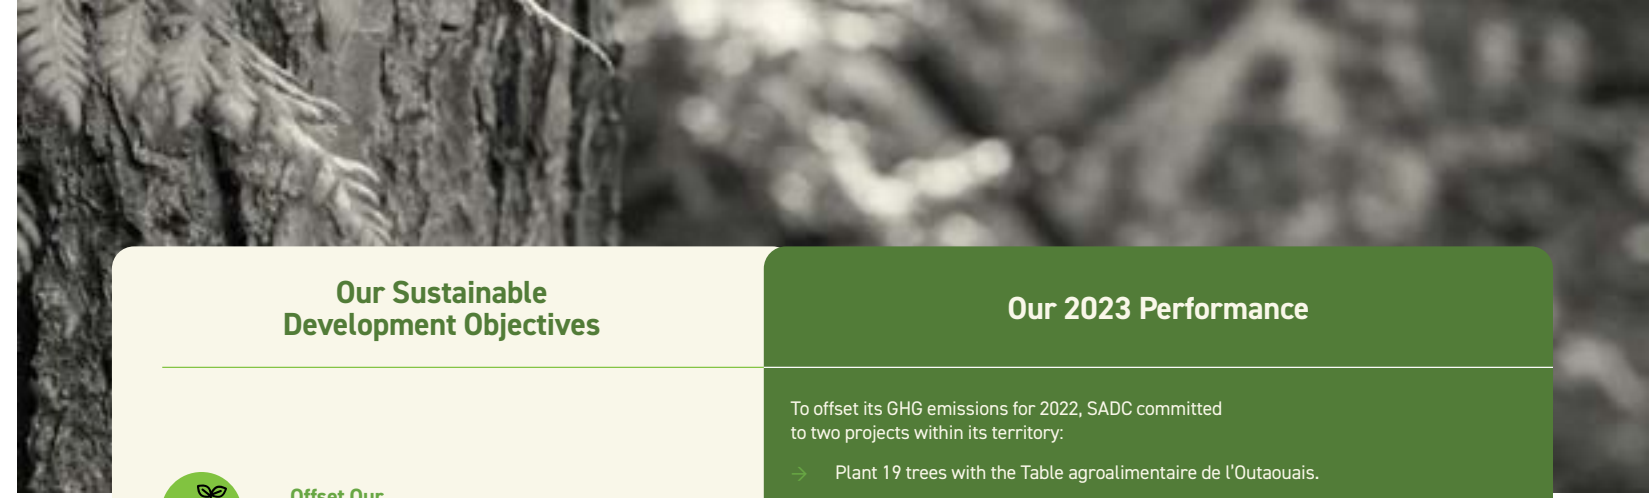 Our Sustainable
Development Objectives
Our 2023 Performance
To offset its GHG emissions for 2022, SADC committed
to two projects within its territory:
→ Plant 19 trees with the Table agroalimentaire de l'Outaouais.
Offset Our